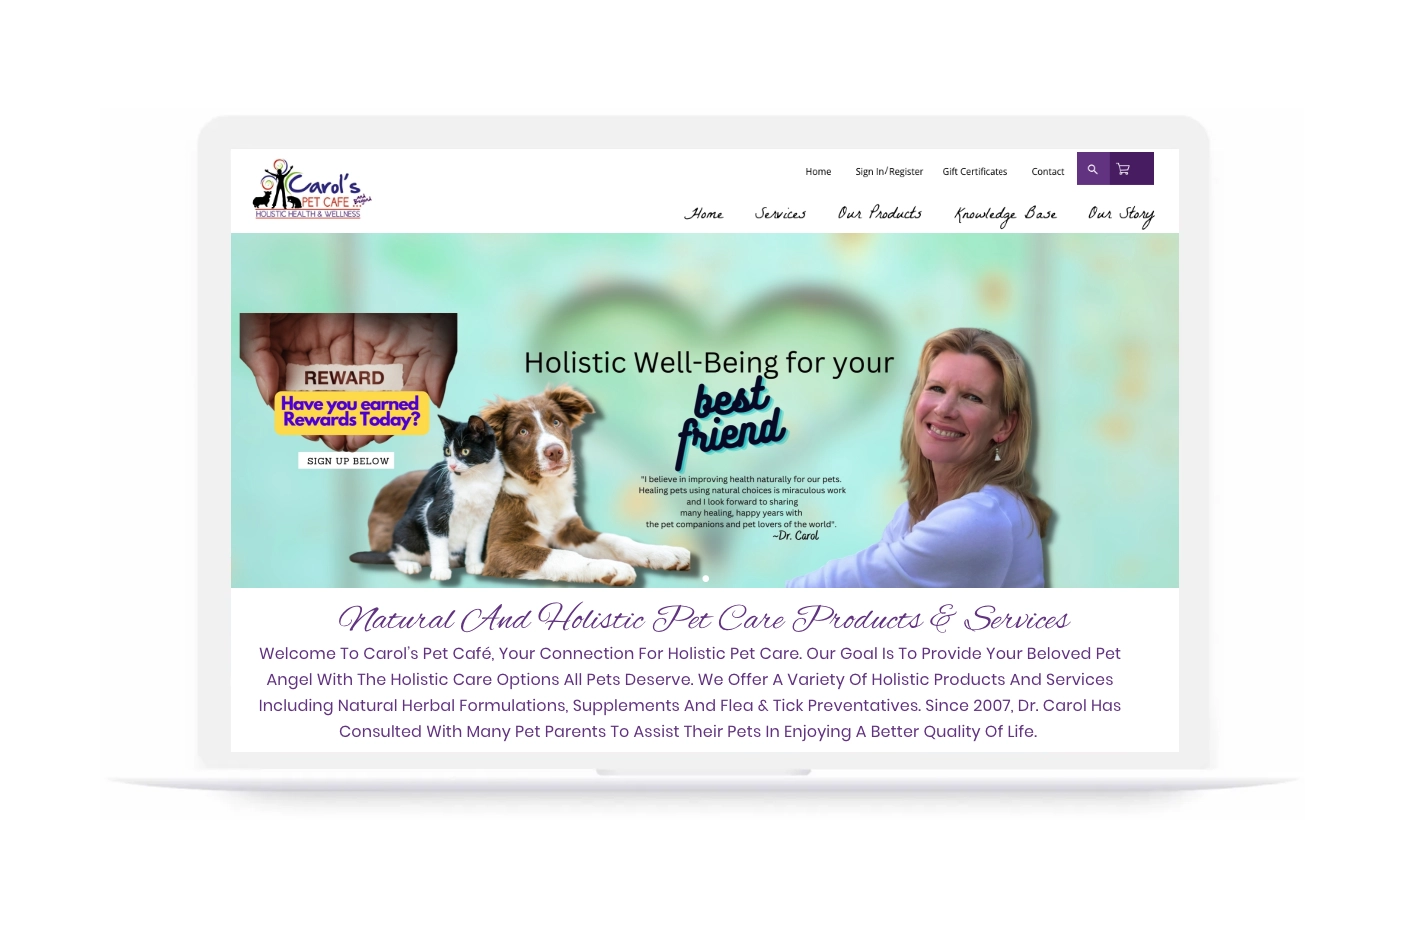 Carol's
PET CAFE ...and Beyond
HOLISTIC HEALTH & WELLNESS
Home Sign In/Register Gift Certificates Contact
Home Services Our Products Knowledge Base Our Story
REWARD
Have you earned
Rewards Today?
SIGN UP BELOW
Holistic Well-Being for your
best
friend
"I believe in improving health naturally for our pets.
Healing pets using natural choices is miraculous work
and I look forward to sharing
many healing, happy years with
the pet companions and pet lovers of the world".
~Dr. Carol
Natural And Holistic Pet Care Products & Services
Welcome To Carol's Pet Café, Your Connection For Holistic Pet Care. Our Goal Is To Provide Your Beloved Pet
Angel With The Holistic Care Options All Pets Deserve. We Offer A Variety Of Holistic Products And Services
Including Natural Herbal Formulations, Supplements And Flea & Tick Preventatives. Since 2007, Dr. Carol Has
Consulted With Many Pet Parents To Assist Their Pets In Enjoying A Better Quality Of Life.